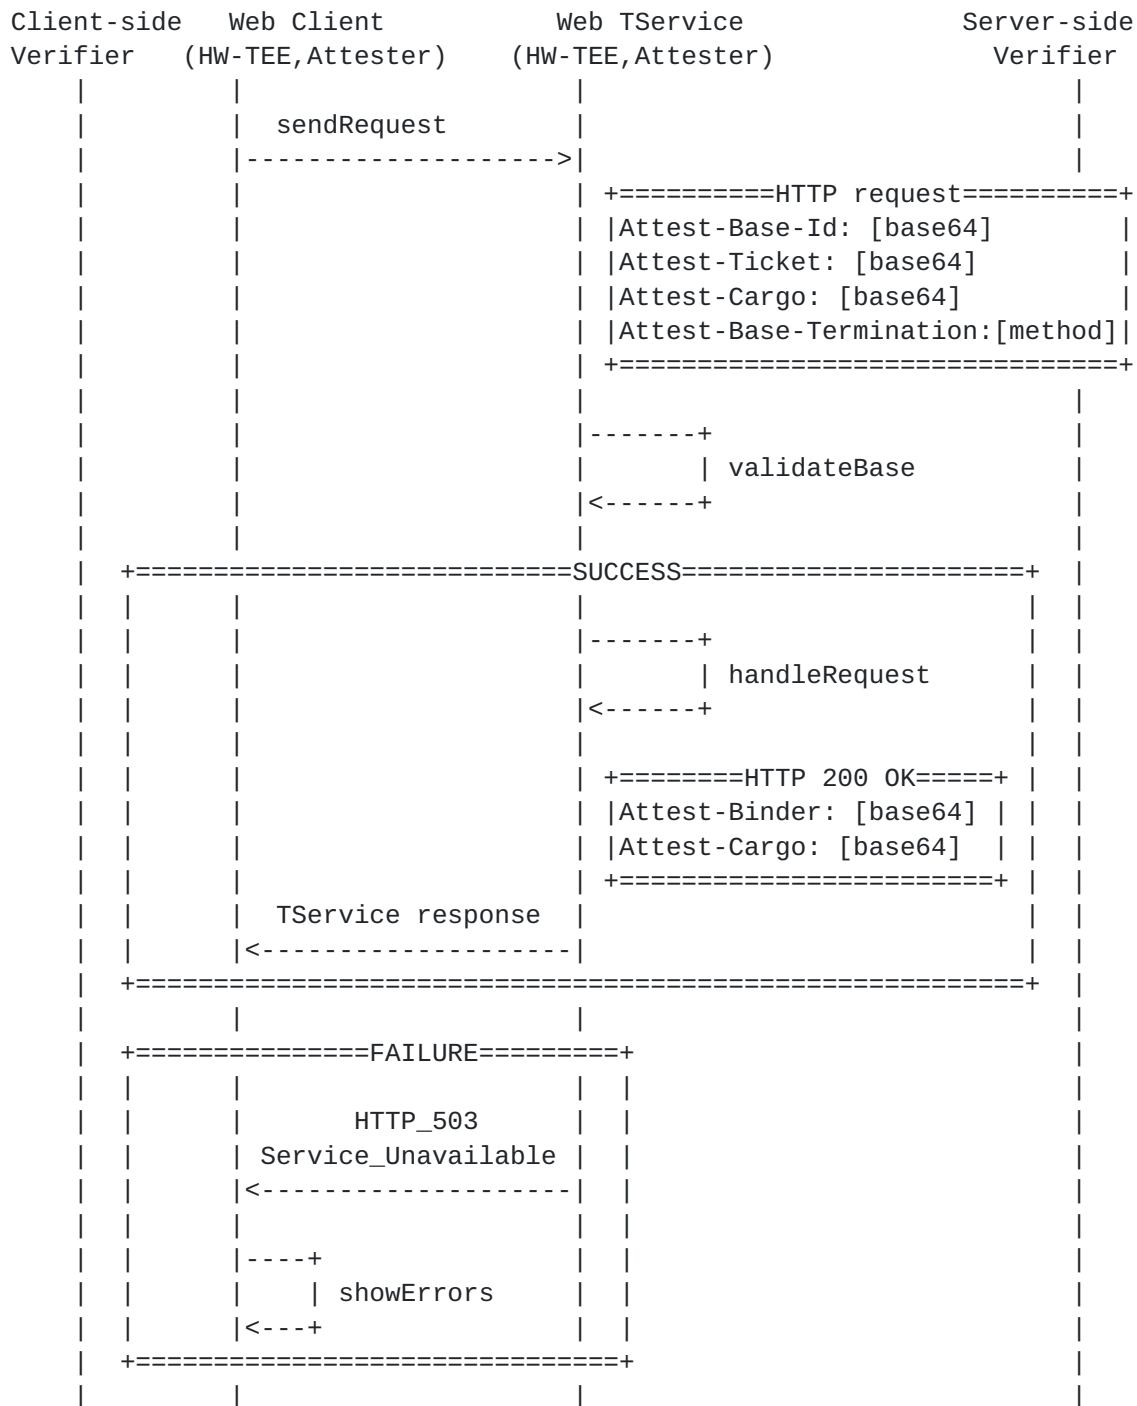 Client-side   Web Client           Web TService              Server-side
Verifier   (HW-TEE,Attester)    (HW-TEE,Attester)              Verifier
sendRequest
HTTP request
Attest-Base-Id: [base64]
Attest-Ticket: [base64]
Attest-Cargo: [base64]
Attest-Base-Termination:[method]
validateBase
SUCCESS
handleRequest
HTTP 200 OK
Attest-Binder: [base64]
Attest-Cargo: [base64]
TService response
FAILURE
HTTP_503
Service_Unavailable
showErrors